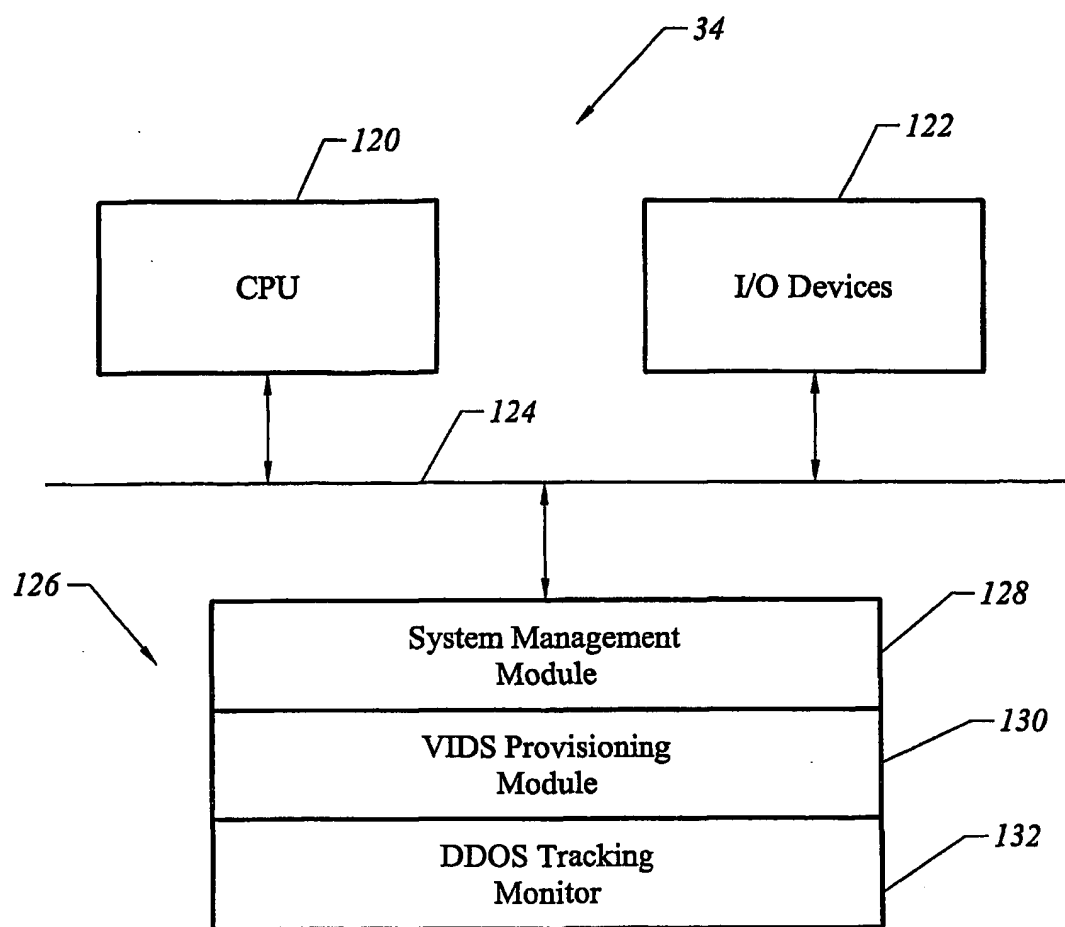 34
120
122
CPU
I/O Devices
124
126
128
System Management
Module
130
VIDS Provisioning
Module
132
DDOS Tracking
Monitor